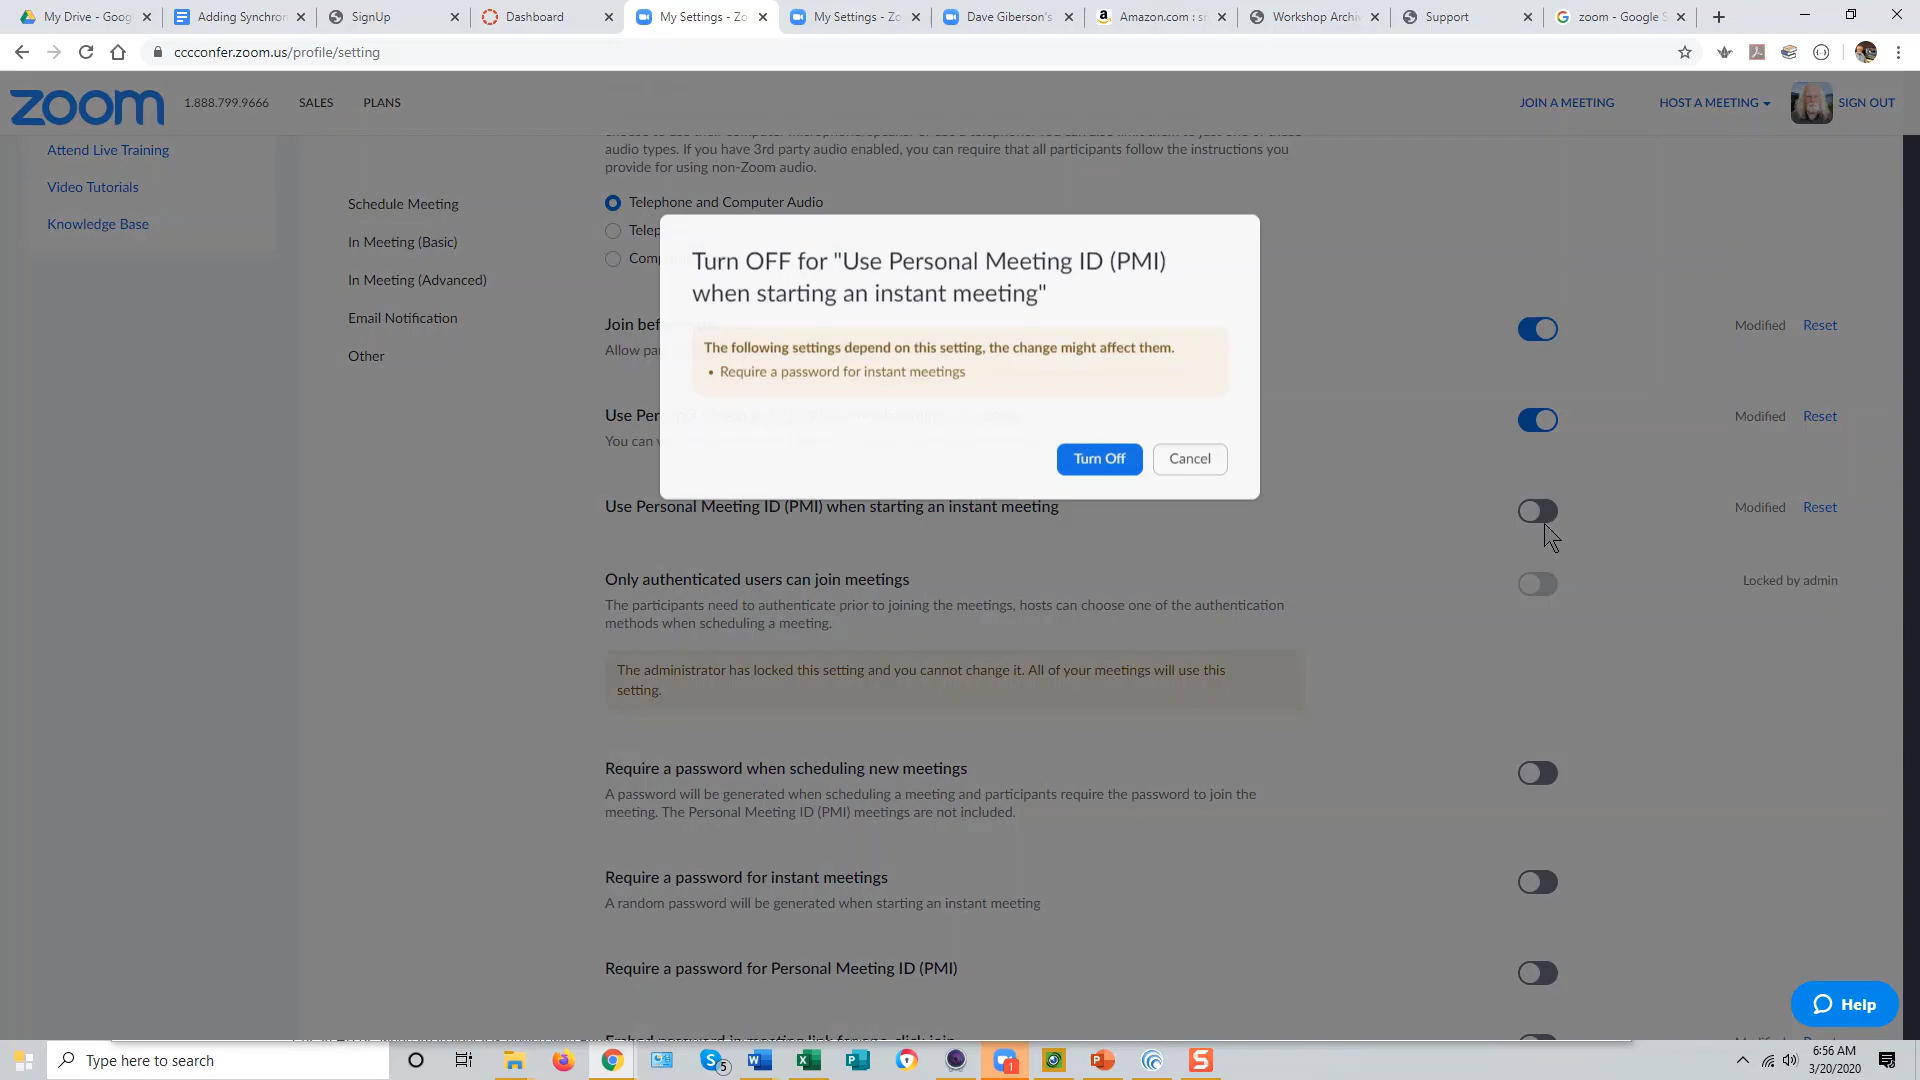 My Drive - Goog
Adding Synchron
SignUp
Dashboard
My Settings - Zo
My Settings - Zo
Dave Giberson's
Amazon.com : sn
Workshop Archi
Support
zoom - Google S
cccconfer.zoom.us/profile/setting
zoom
1.888.799.9666
SALES
PLANS
JOIN A MEETING
HOST A MEETING
SIGN OUT
Attend Live Training
Video Tutorials
Knowledge Base
Schedule Meeting
In Meeting (Basic)
In Meeting (Advanced)
Email Notification
Other
audio types. If you have 3rd party audio enabled, you can require that all participants follow the instructions you
provide for using non-Zoom audio.
Telephone and Computer Audio
Telep
Comp
Turn OFF for "Use Personal Meeting ID (PMI)
when starting an instant meeting"
The following settings depend on this setting, the change might affect them.
• Require a password for instant meetings
Turn Off
Cancel
Join bef
Allow pa
Modified
Reset
Use Per
You can v
Modified
Reset
Use Personal Meeting ID (PMI) when starting an instant meeting
Modified
Reset
Only authenticated users can join meetings
The participants need to authenticate prior to joining the meetings, hosts can choose one of the authentication
methods when scheduling a meeting.
Locked by admin
The administrator has locked this setting and you cannot change it. All of your meetings will use this
setting.
Require a password when scheduling new meetings
A password will be generated when scheduling a meeting and participants require the password to join the
meeting. The Personal Meeting ID (PMI) meetings are not included.
Require a password for instant meetings
A random password will be generated when starting an instant meeting
Require a password for Personal Meeting ID (PMI)
Help
Type here to search
5
1
6:56 AM
3/20/2020